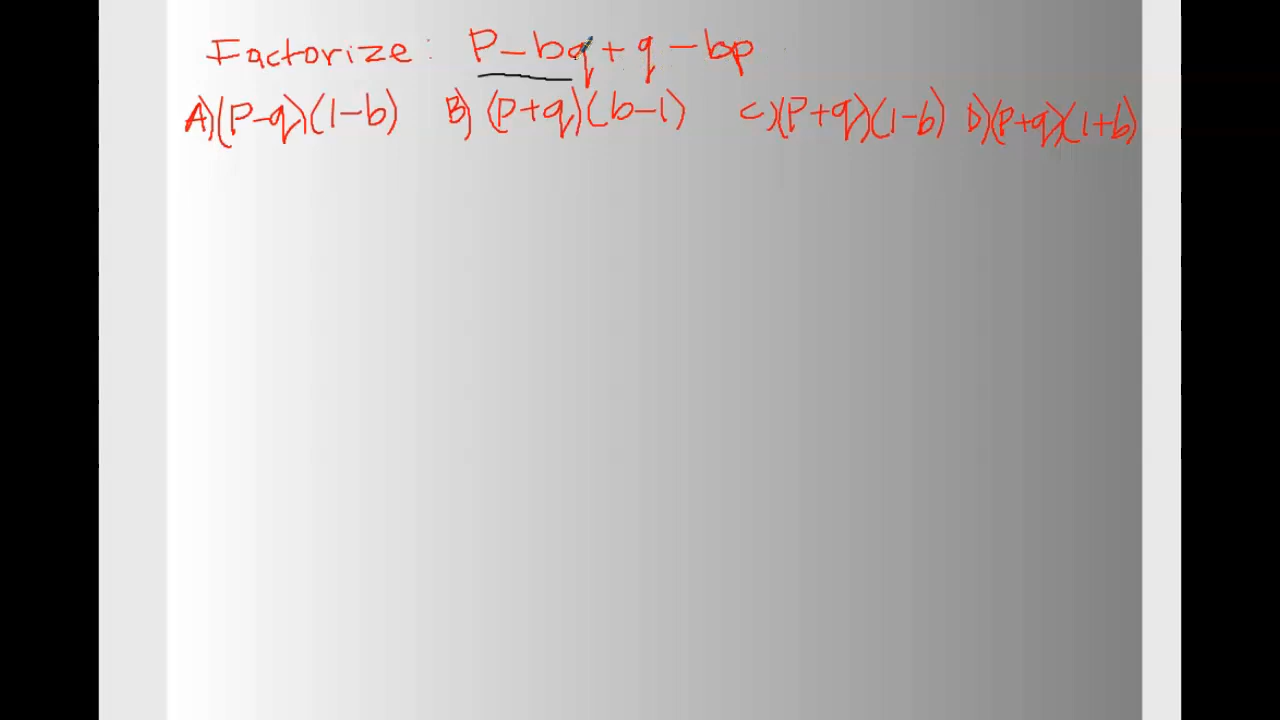 Factorize: P - bq + q - bp
A) (P-q)(1-b) B) (p+q)(b-1) C) (P+q)(1-b) D) (p+q)(1+b)